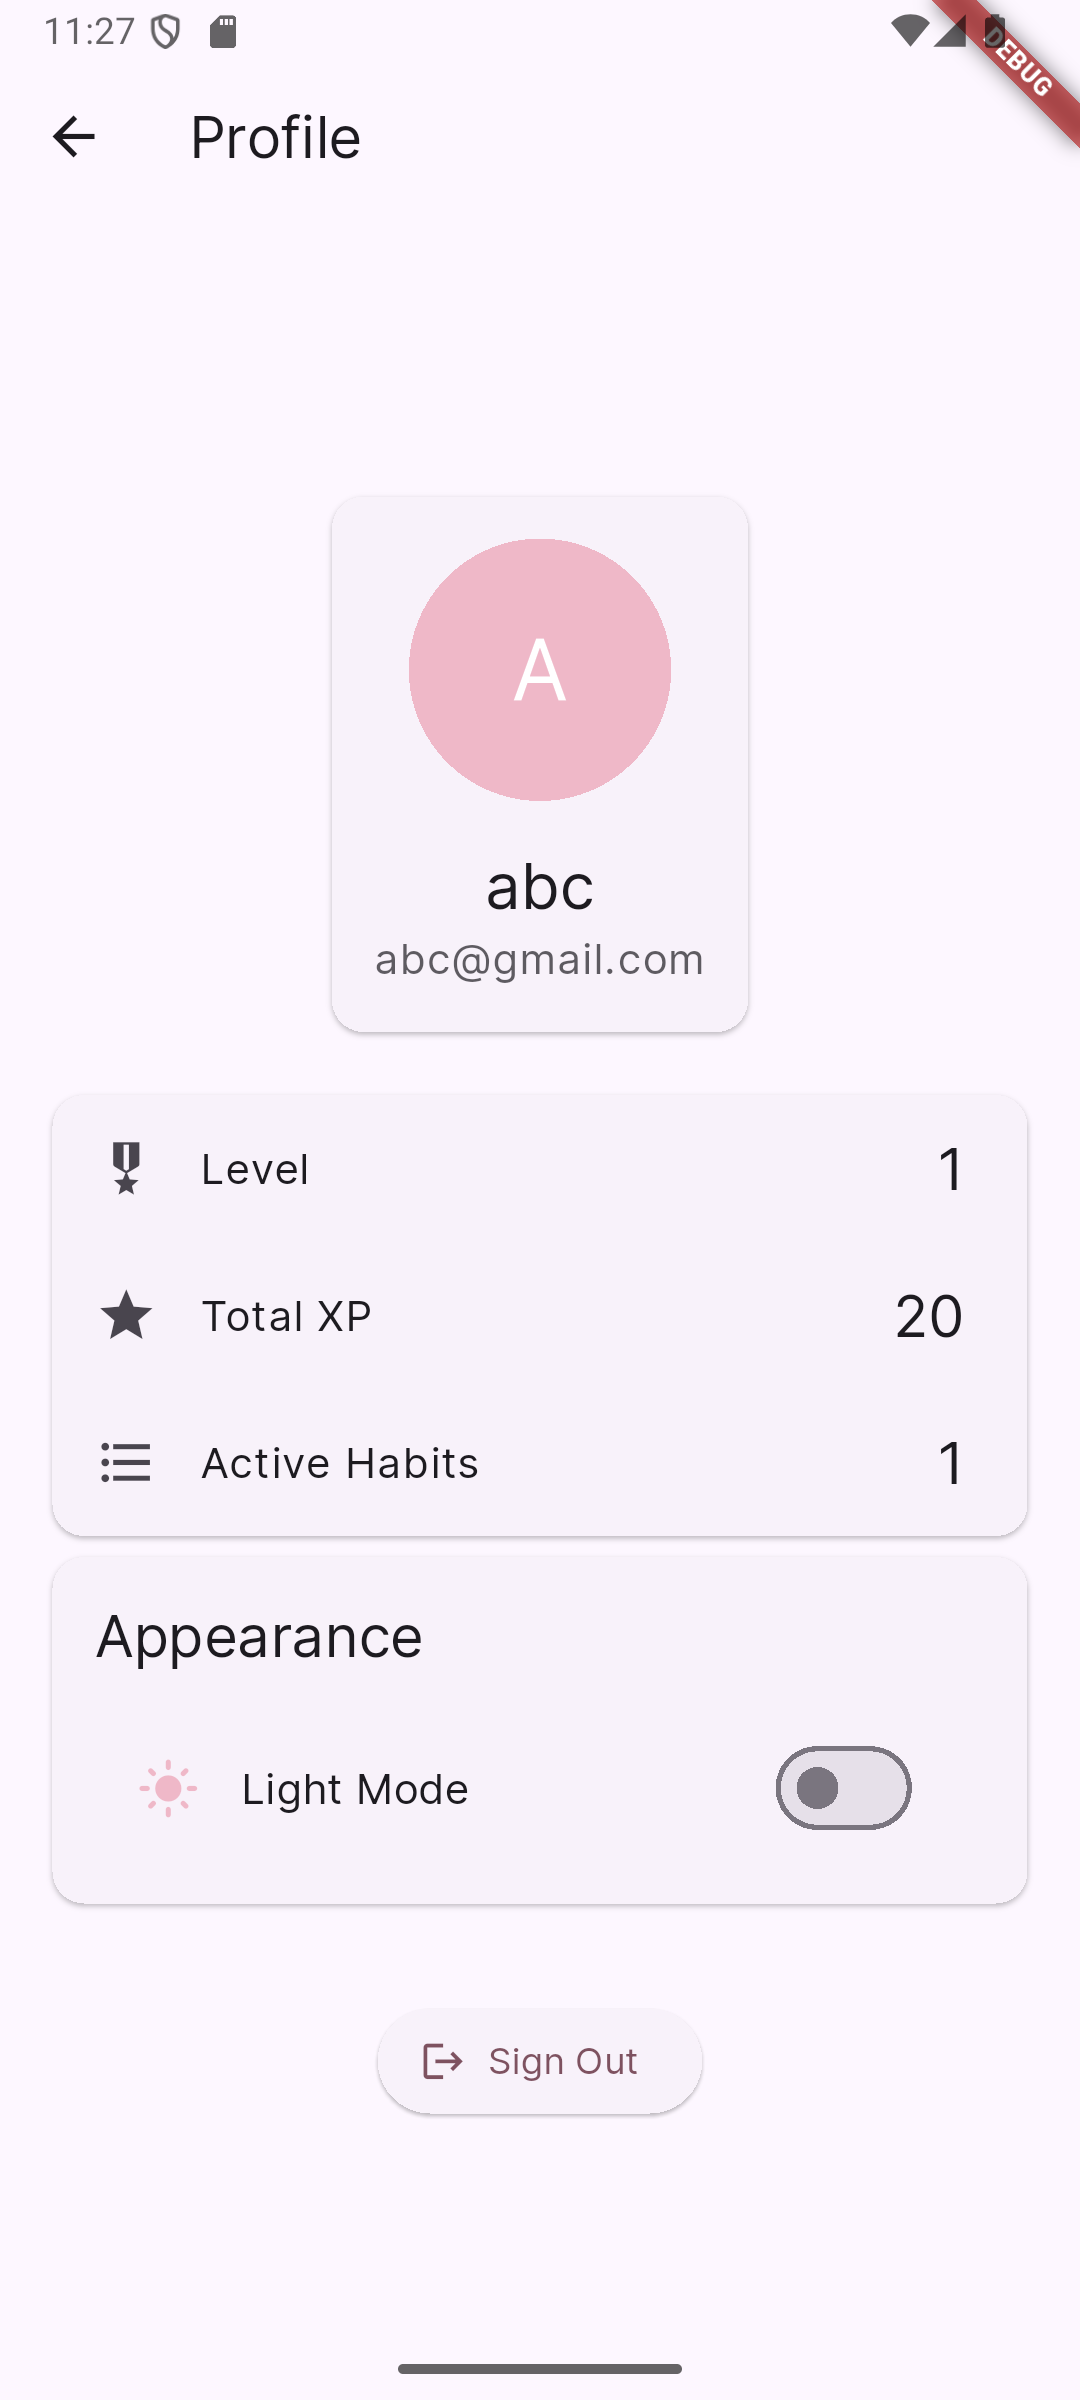 11:27
DEBUG
Profile
A
abc
abc@gmail.com
Level 1
Total XP 20
Active Habits 1
Appearance
Light Mode
Sign Out